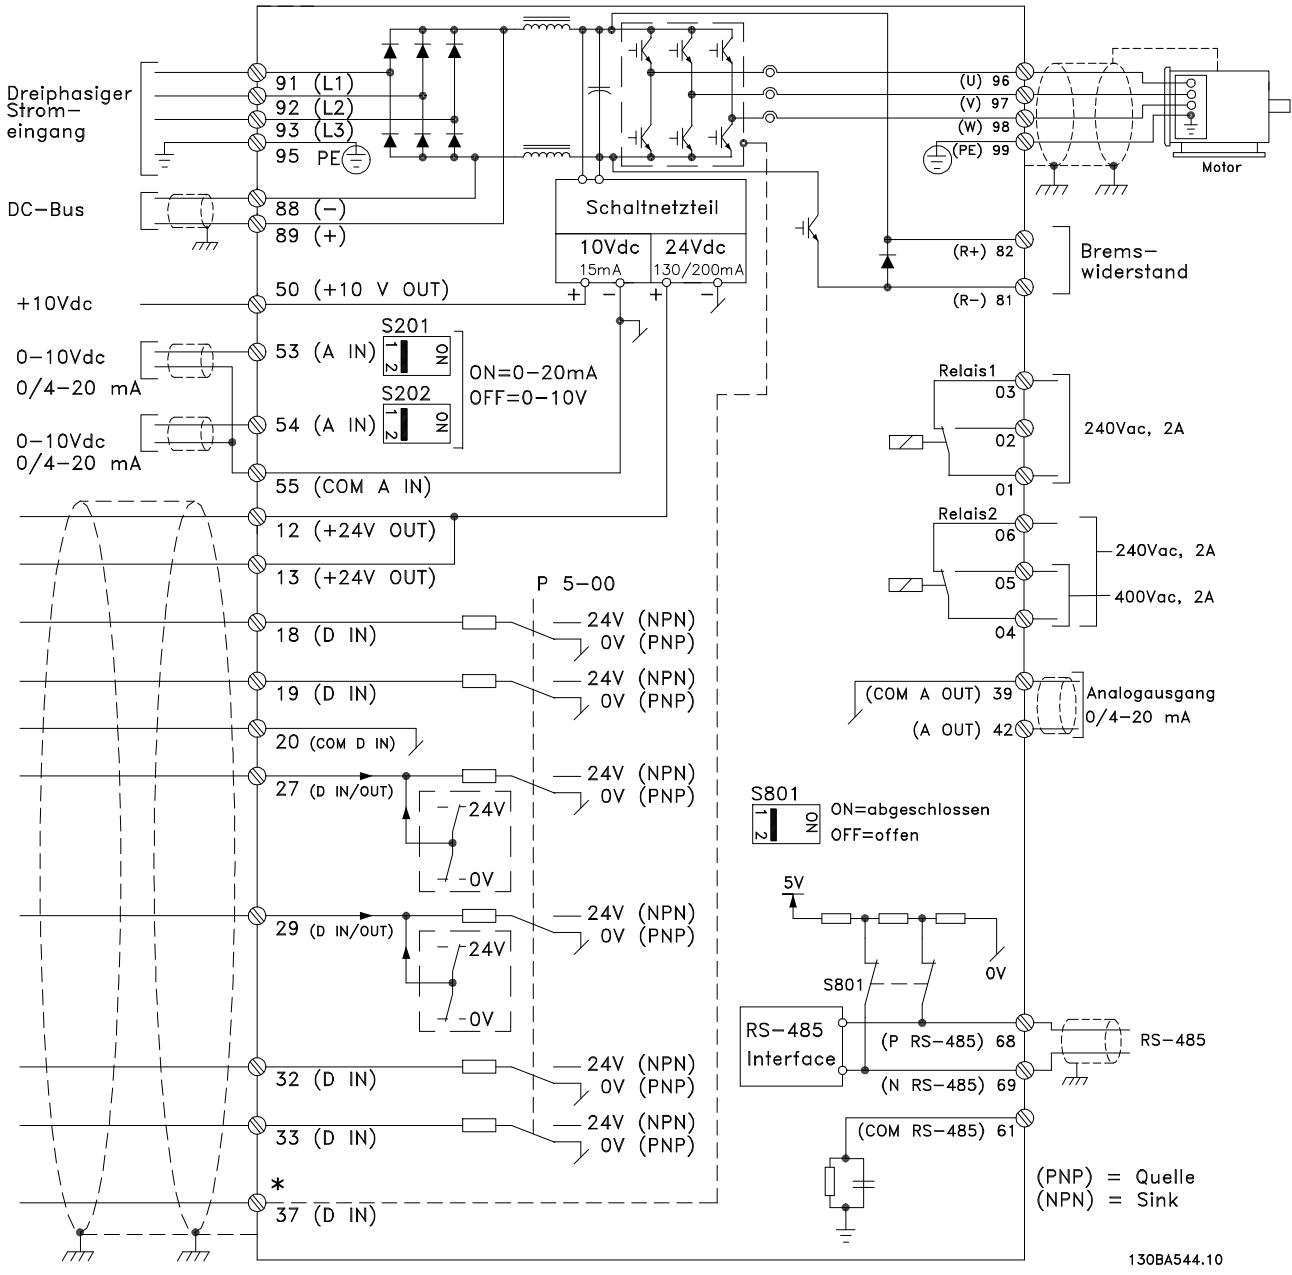 Dreiphasiger
Strom-
eingang
91 (L1)
92 (L2)
93 (L3)
95 PE
DC-Bus
88 (-)
89 (+)
+10Vdc
50 (+10 V OUT)
0-10Vdc
0/4-20 mA
53 (A IN)
S201
1
2
ON
S202
1
2
ON
ON=0-20mA
OFF=0-10V
0-10Vdc
0/4-20 mA
54 (A IN)
55 (COM A IN)
12 (+24V OUT)
13 (+24V OUT)
P 5-00
18 (D IN)
24V (NPN)
0V (PNP)
19 (D IN)
24V (NPN)
0V (PNP)
20 (COM D IN)
27 (D IN/OUT)
24V (NPN)
0V (PNP)
24V
0V
29 (D IN/OUT)
24V (NPN)
0V (PNP)
24V
0V
32 (D IN)
24V (NPN)
0V (PNP)
33 (D IN)
24V (NPN)
0V (PNP)
*
37 (D IN)
Schaltnetzteil
10Vdc
15mA
24Vdc
130/200mA
+ - + -
(U) 96
(V) 97
(W) 98
(PE) 99
Motor
(R+) 82
(R-) 81
Brems-
widerstand
Relais1
03
02
01
240Vac, 2A
Relais2
06
05
04
240Vac, 2A
400Vac, 2A
(COM A OUT) 39
(A OUT) 42
Analogausgang
0/4-20 mA
S801
1
2
ON
ON=abgeschlossen
OFF=offen
5V
0V
S801
RS-485
Interface
(P RS-485) 68
(N RS-485) 69
RS-485
(COM RS-485) 61
(PNP) = Quelle
(NPN) = Sink
130BA544.10